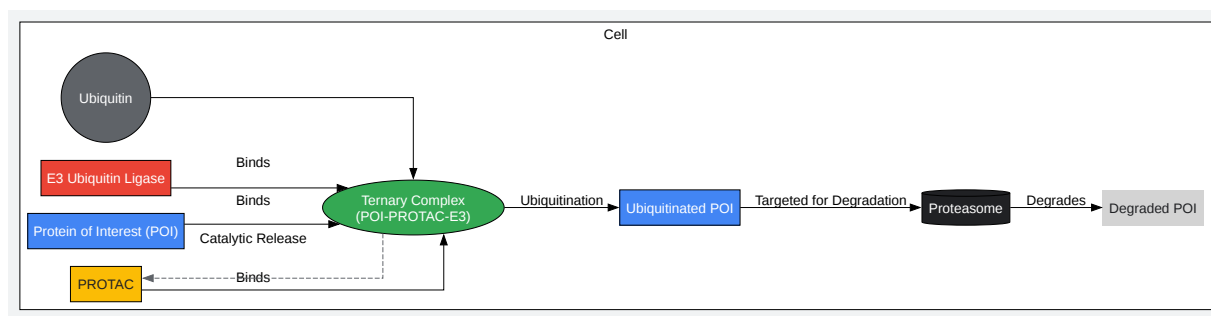 Cell
Ubiquitin
Binds
E3 Ubiquitin Ligase
Binds
Ternary Complex
(POI-PROTAC-E3)
Ubiquitination
Ubiquitinated POI
Targeted for Degradation
Proteasome
Degrades
Degraded POI
Protein of Interest (POI)
Catalytic Release
Binds
PROTAC